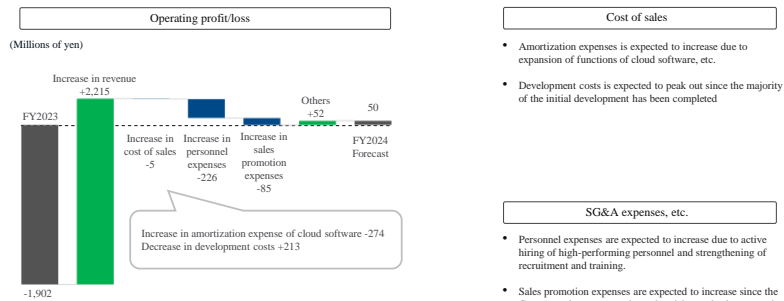 Operating profit/loss
(Millions of yen)
Increase in revenue
+2,215
FY2023
Others
+52
50
Increase in
cost of sales
-5
Increase in
personnel
expenses
-226
Increase in
sales
promotion
expenses
-85
FY2024
Forecast
Increase in amortization expense of cloud software -274
Decrease in development costs +213
-1,902
Cost of sales
• Amortization expenses is expected to increase due to
expansion of functions of cloud software, etc.
• Development costs is expected to peak out since the majority
of the initial development has been completed
SG&A expenses, etc.
• Personnel expenses are expected to increase due to active
hiring of high-performing personnel and strengthening of
recruitment and training.
• Sales promotion expenses are expected to increase since the